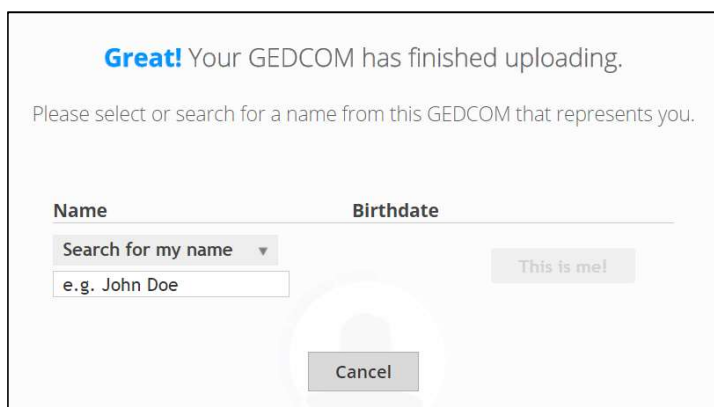 Great! Your GEDCOM has finished uploading.
Please select or search for a name from this GEDCOM that represents you.
Name Birthdate
Search for my name
This is me!
e.g. John Doe
Cancel